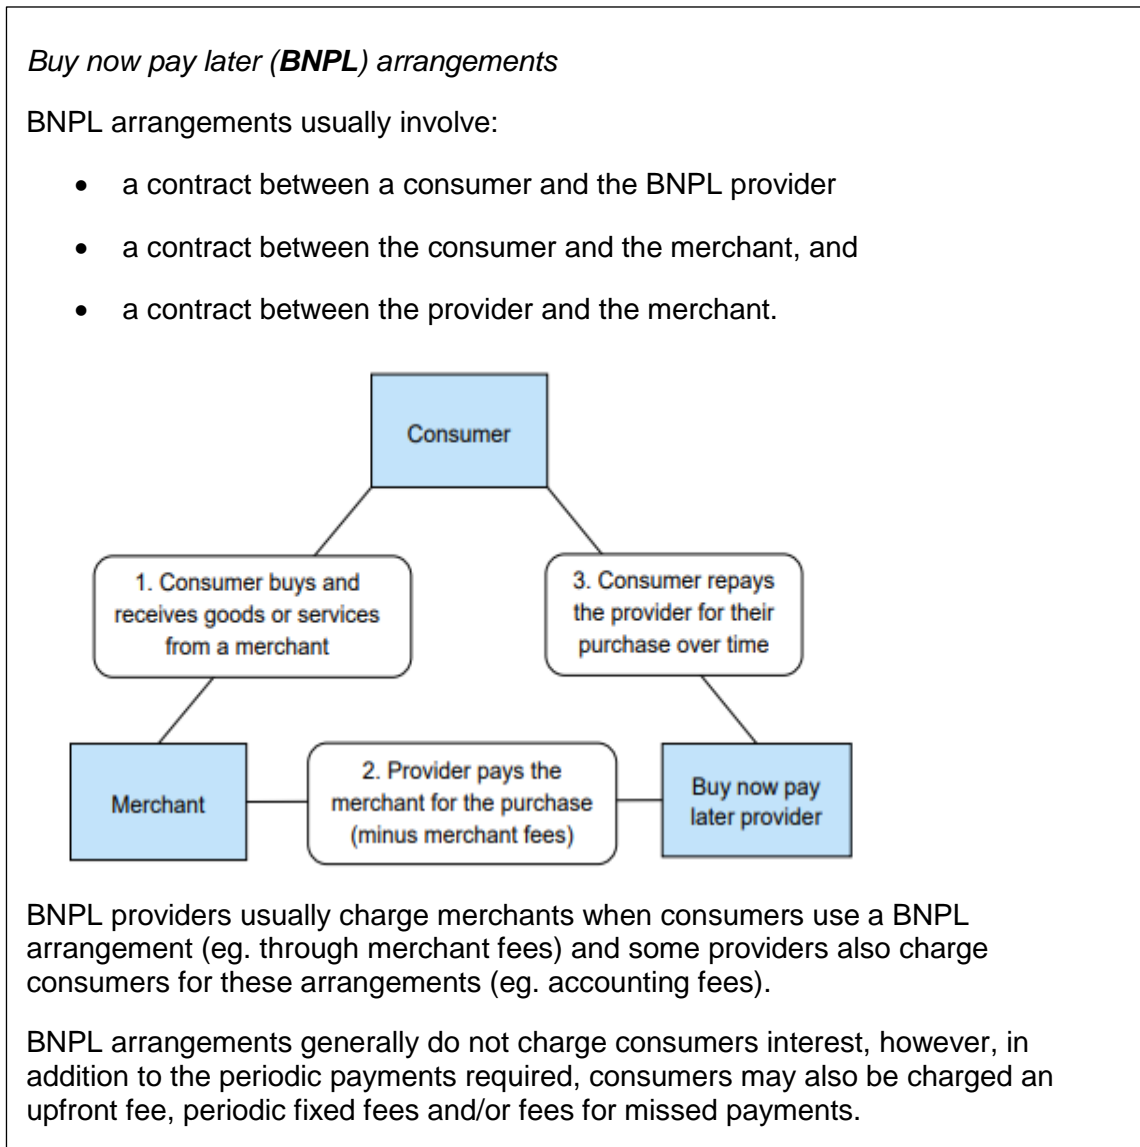 Buy now pay later (BNPL) arrangements
BNPL arrangements usually involve:
• a contract between a consumer and the BNPL provider
• a contract between the consumer and the merchant, and
• a contract between the provider and the merchant.
Consumer
1. Consumer buys and
receives goods or services
from a merchant
3. Consumer repays
the provider for their
purchase over time
Merchant
2. Provider pays the
merchant for the purchase
(minus merchant fees)
Buy now pay
later provider
BNPL providers usually charge merchants when consumers use a BNPL
arrangement (eg. through merchant fees) and some providers also charge
consumers for these arrangements (eg. accounting fees).
BNPL arrangements generally do not charge consumers interest, however, in
addition to the periodic payments required, consumers may also be charged an
upfront fee, periodic fixed fees and/or fees for missed payments.